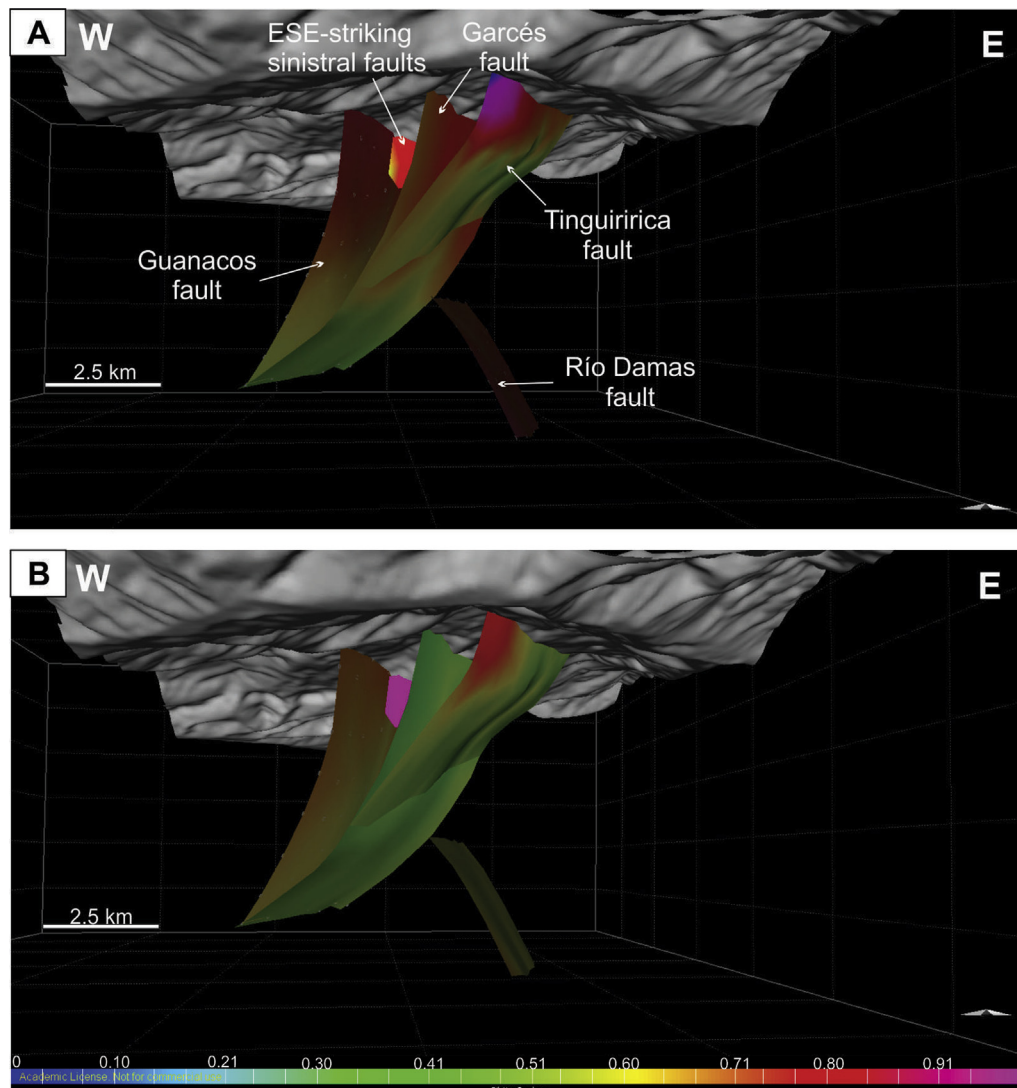 A
W
E
ESE-striking
sinistral faults
Garcés
fault
Tinguiririca
fault
Guanacos
fault
2.5 km
Río Damas
fault
B
W
E
2.5 km
0 0.10 0.21 0.30 0.41 0.51 0.60 0.71 0.80 0.91
Academic License. Not for commercial use